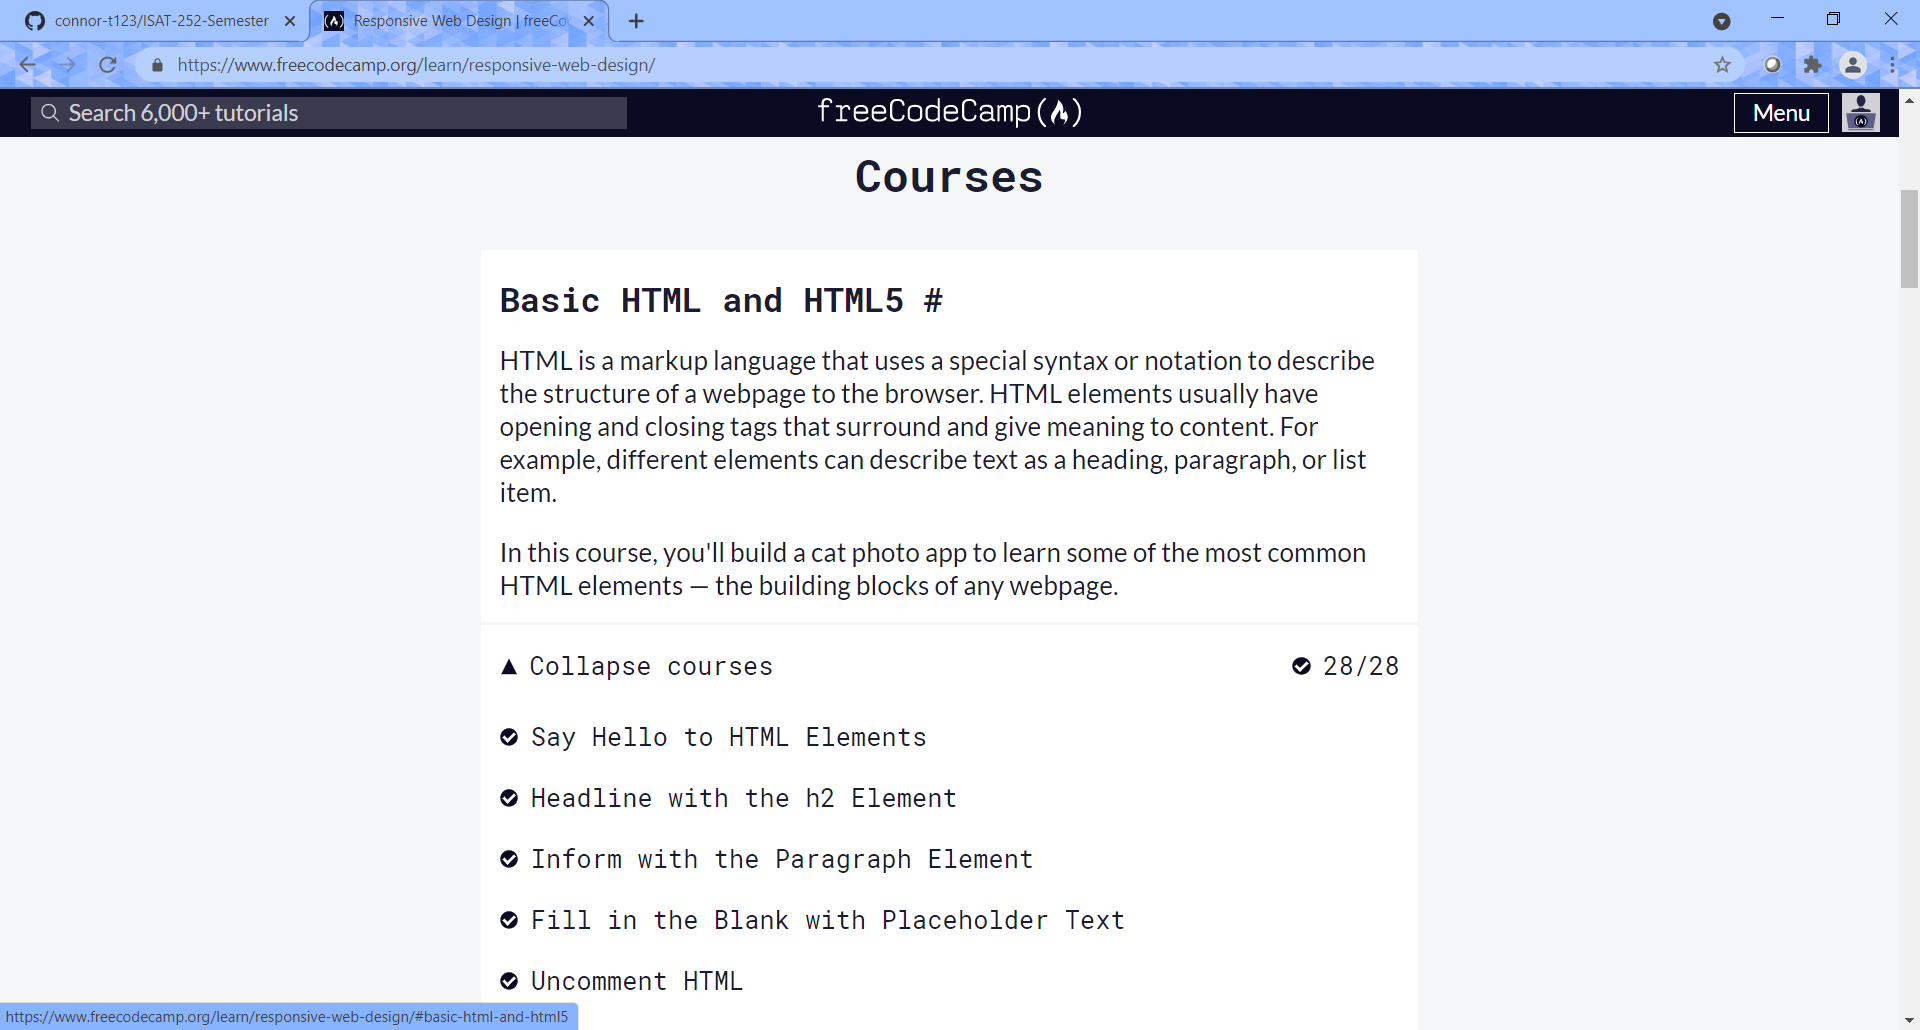 connor-t123/ISAT-252-Semester
Responsive Web Design | freeCo
https://www.freecodecamp.org/learn/responsive-web-design/
Search 6,000+ tutorials
freeCodeCamp(
)
Menu
(A)
Courses
Basic HTML and HTML5 #
HTML is a markup language that uses a special syntax or notation to describe
the structure of a webpage to the browser. HTML elements usually have
opening and closing tags that surround and give meaning to content. For
example, different elements can describe text as a heading, paragraph, or list
item.
In this course, you'll build a cat photo app to learn some of the most common
HTML elements — the building blocks of any webpage.
Collapse courses
28/28
Say Hello to HTML Elements
Headline with the h2 Element
Inform with the Paragraph Element
Fill in the Blank with Placeholder Text
Uncomment HTML
https://www.freecodecamp.org/learn/responsive-web-design/#basic-html-and-html5